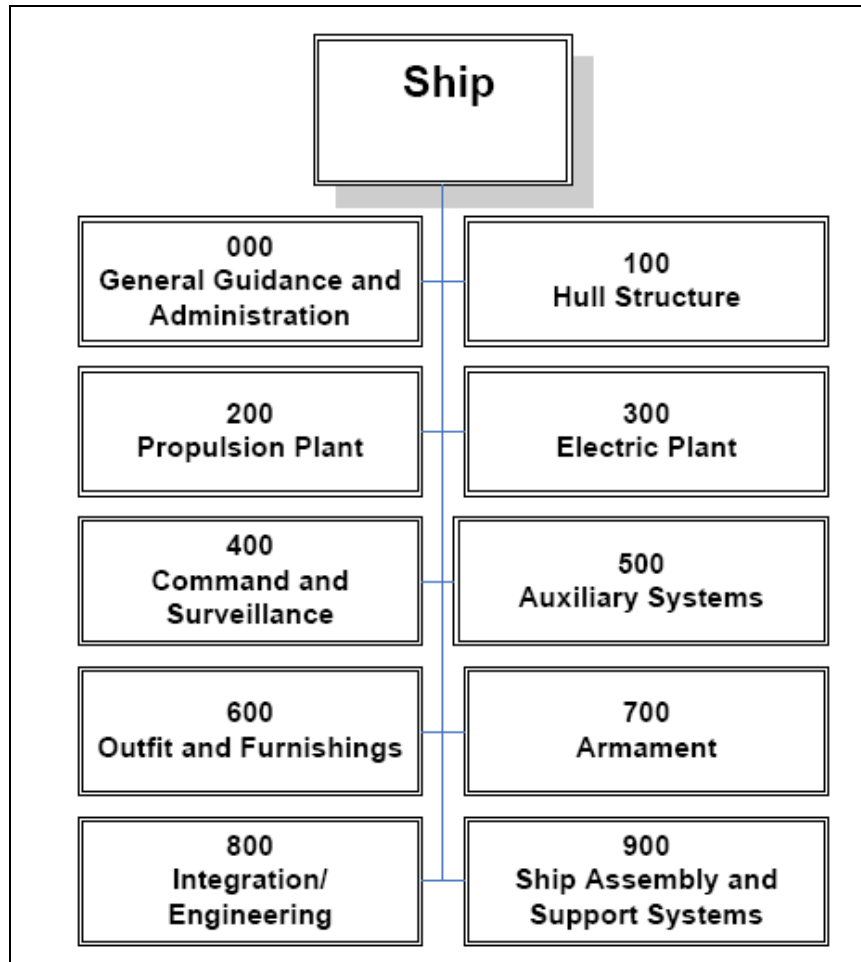 Ship
000
General Guidance and
Administration
100
Hull Structure
200
Propulsion Plant
300
Electric Plant
400
Command and
Surveillance
500
Auxiliary Systems
600
Outfit and Furnishings
700
Armament
800
Integration/
Engineering
900
Ship Assembly and
Support Systems